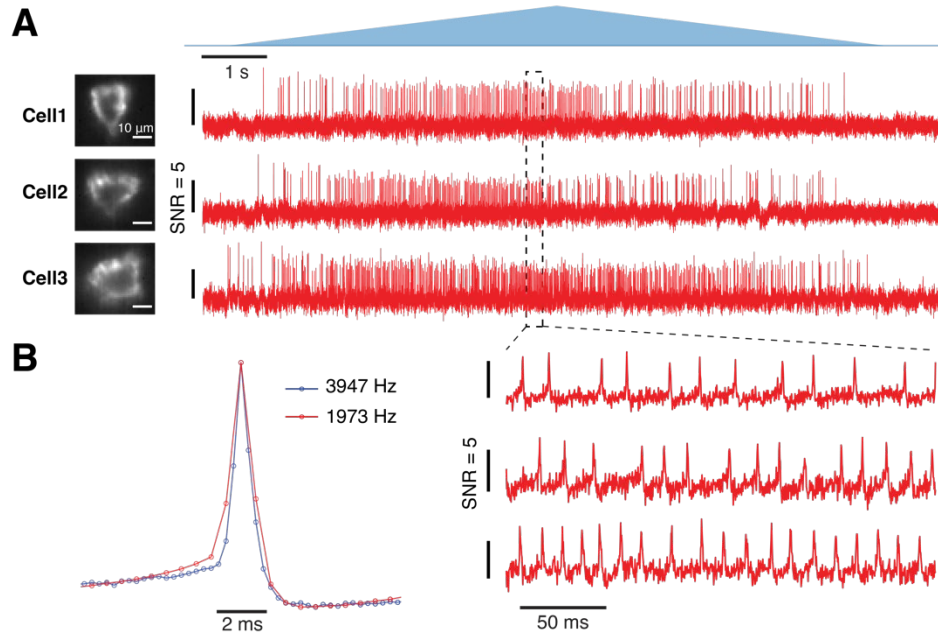 A
1 s
Cell1
10 µm
Cell2
SNR = 5
Cell3
B
3947 Hz
1973 Hz
SNR = 5
2 ms
50 ms